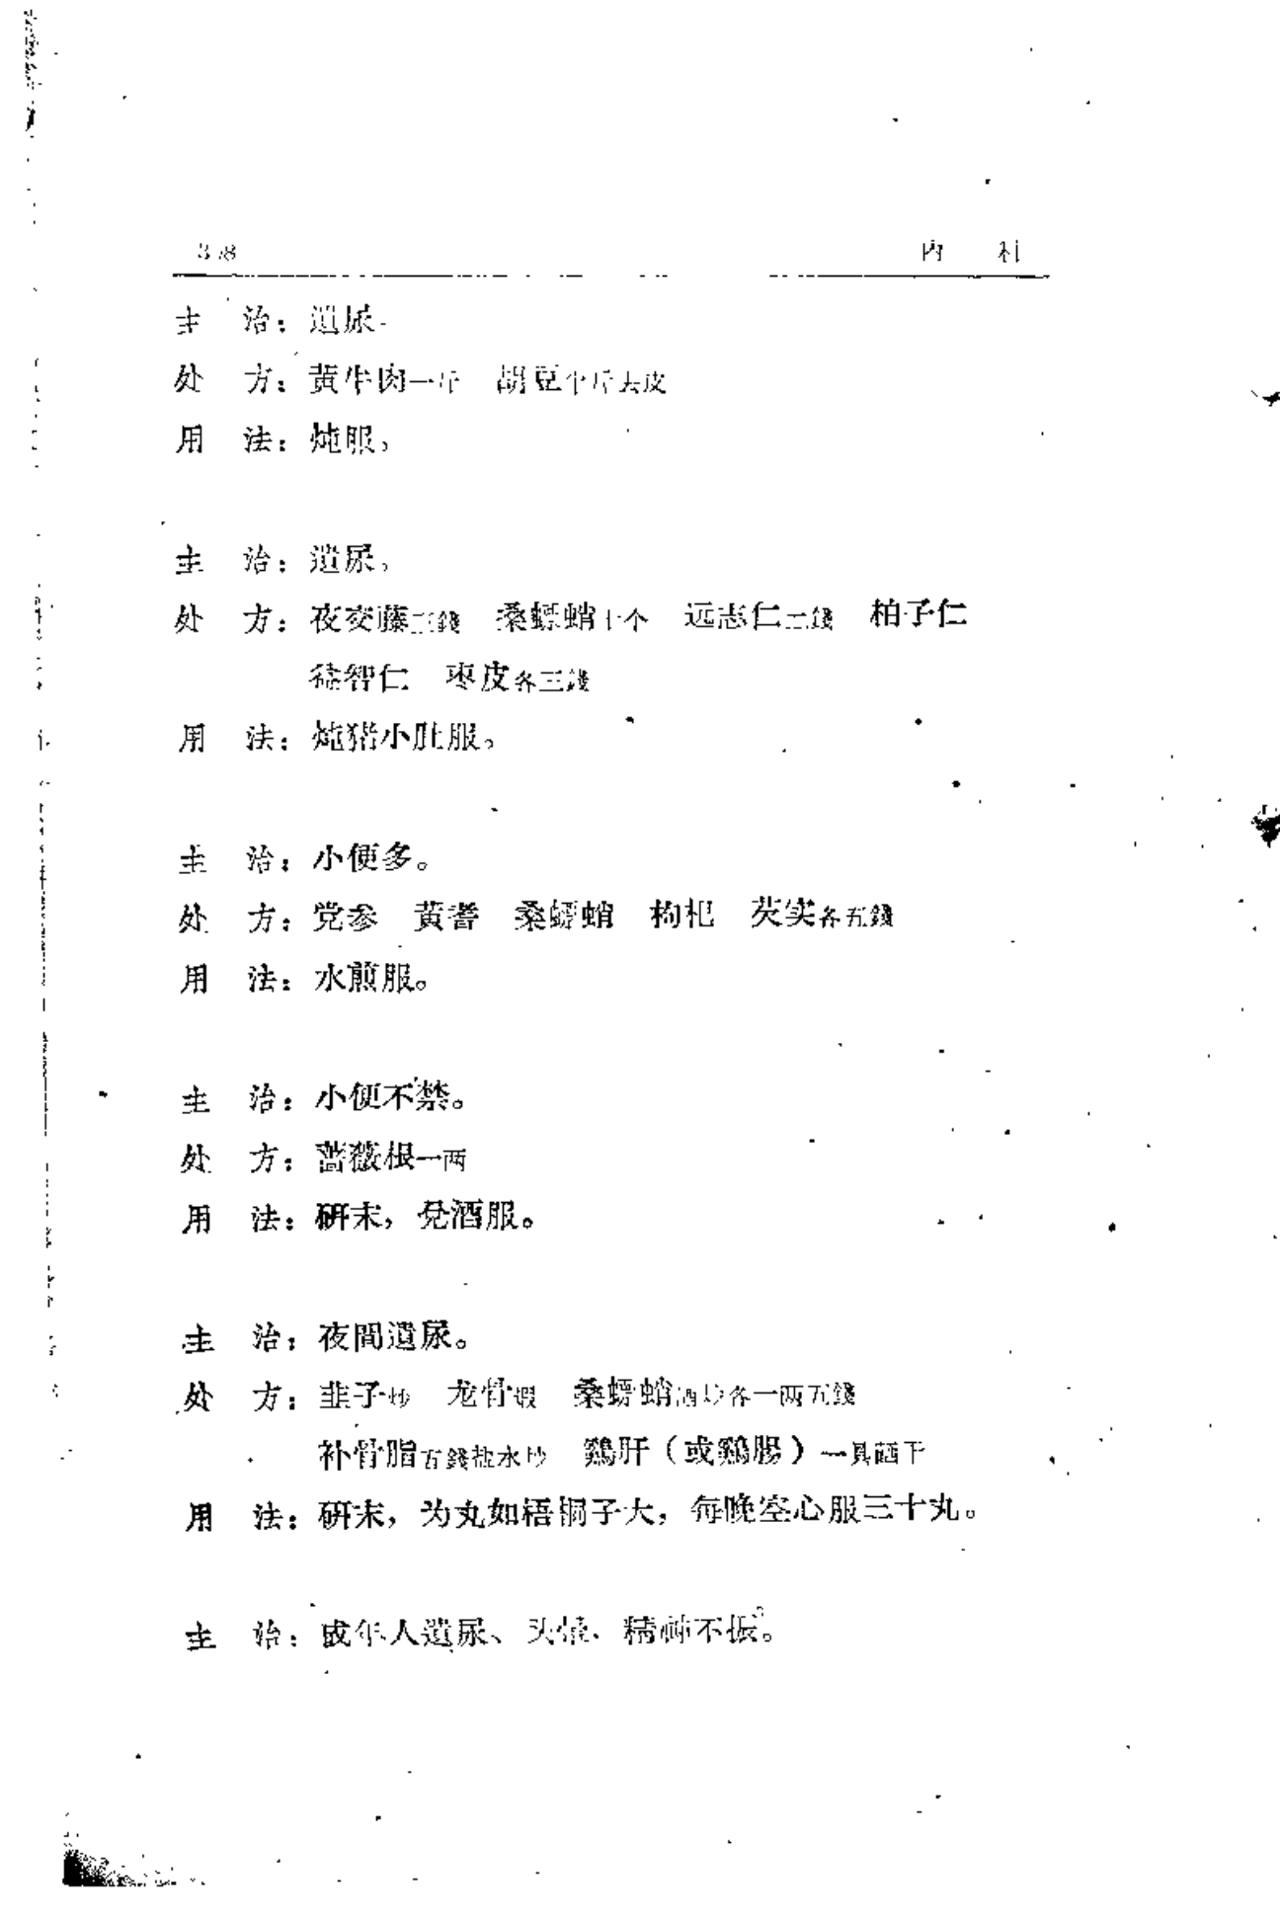 内　科
主　治：遗尿。
处　方：黄牛肉一斤　胡豆半斤去皮
用　法：炖服。
主　治：遗尿。
处　方：夜交藤三錢　桑螵蛸十个　远志仁二錢　柏子仁
益智仁　枣皮各三錢
用　法：炖猪小肚服。
主　治：小便多。
处　方：党参　黄耆　桑螵蛸　枸杞　芡实各五錢
用　法：水煎服。
主　治：小便不禁。
处　方：蔷薇根一两
用　法：研末，兌酒服。
主　治：夜間遗尿。
处　方：韭子炒　龙骨煅　桑螵蛸酒炒各一两五錢
补骨脂五錢盐水炒　鷄肝（或鷄腸）一具晒干
用　法：研末，为丸如梧桐子大，每晚空心服三十丸。
主　治：成年人遗尿、头晕、精神不振。